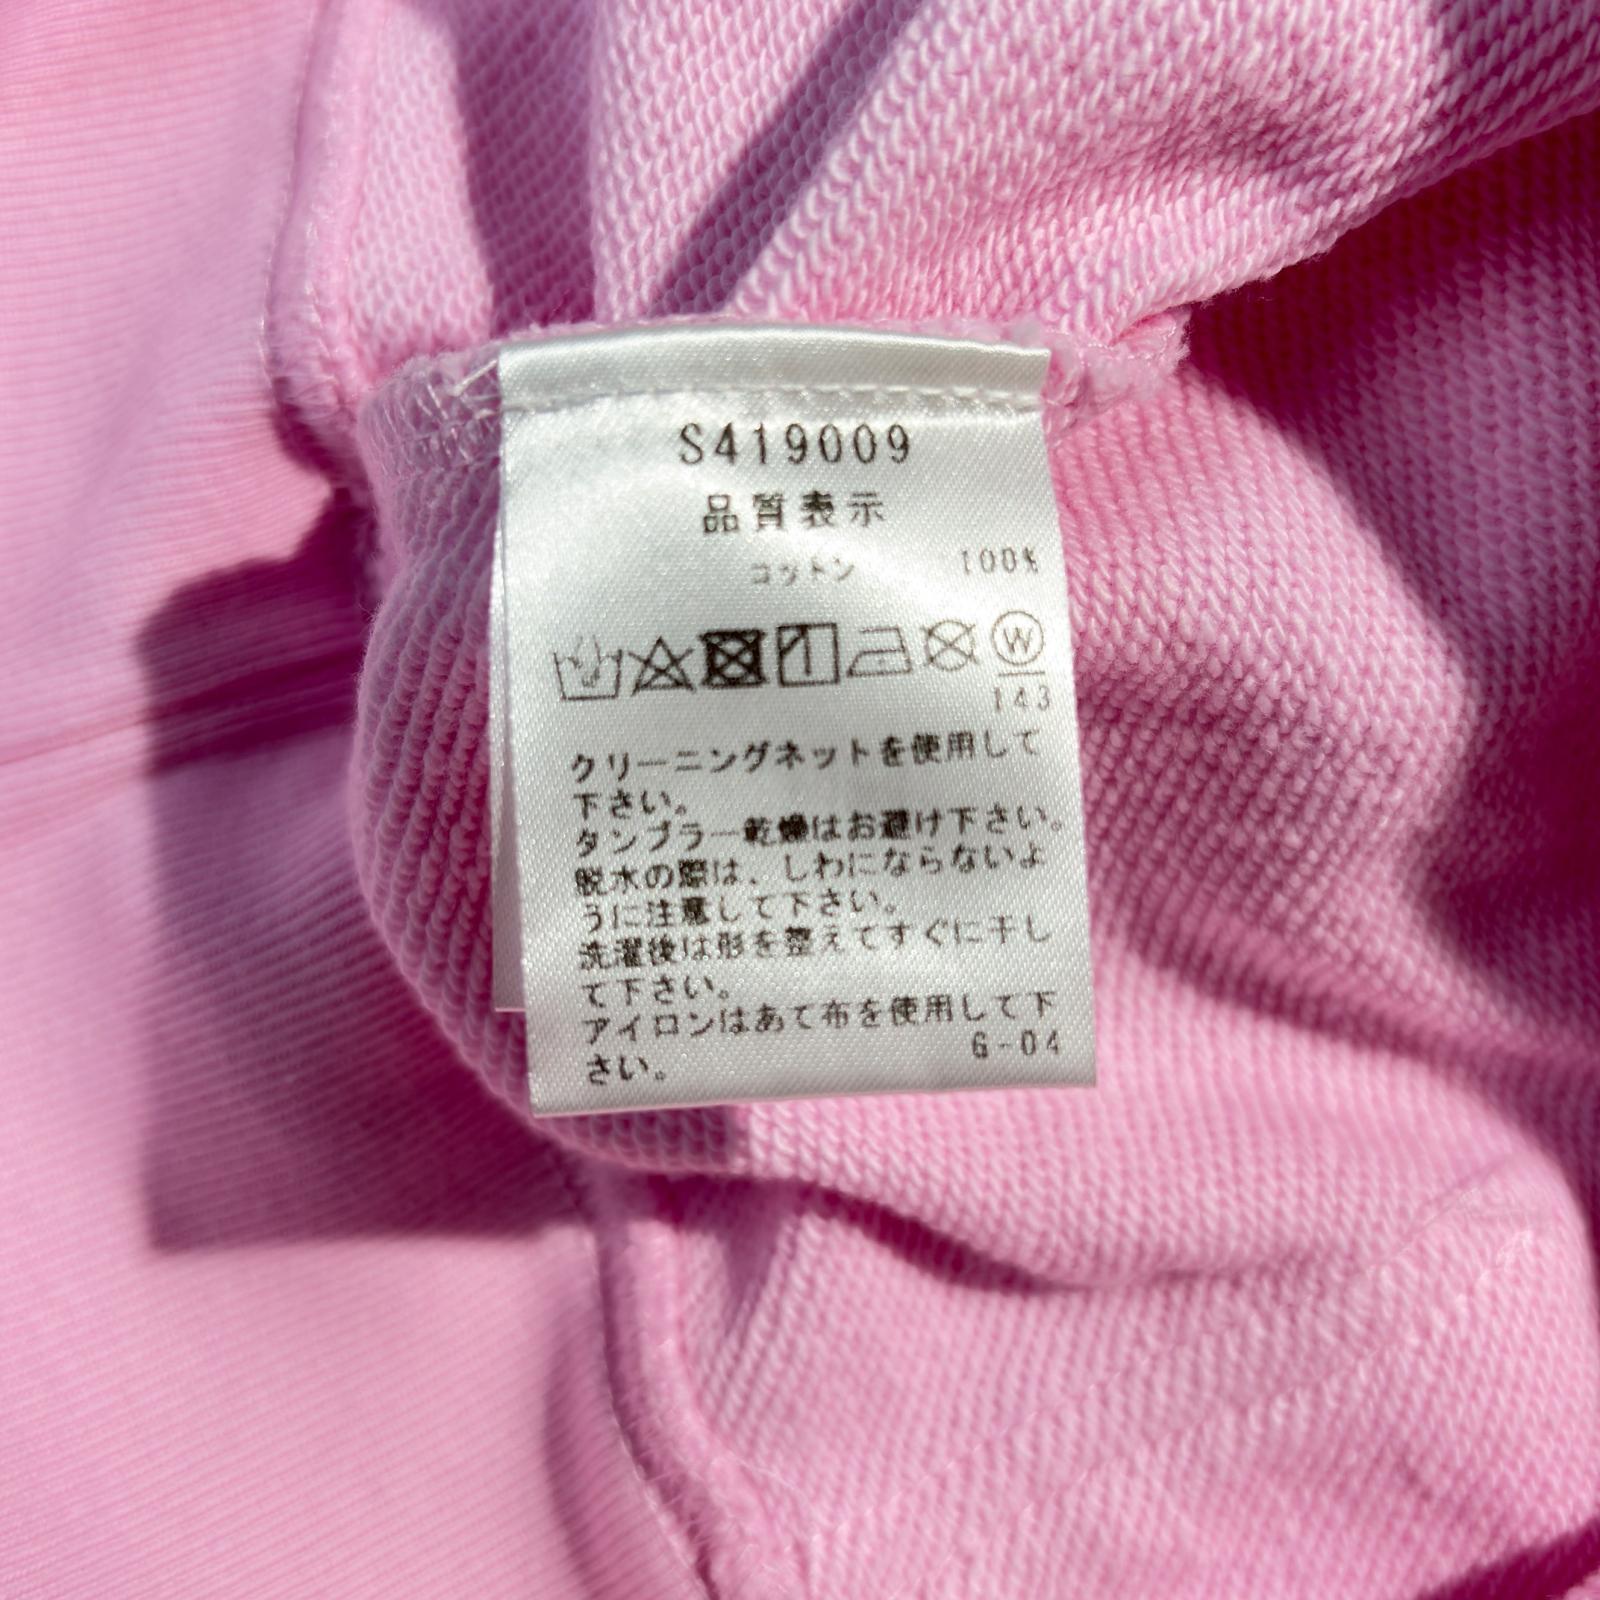 S419009
品質表示
コットン 100%
W
143
クリーニングネットを使用して
下さい。
タンブラー乾燥はお避け下さい。
脱水の際は、しわにならないよ
うに注意して下さい。
洗濯後は形を整えてすぐに干し
て下さい。
アイロンはあて布を使用して下
さい。
G-04